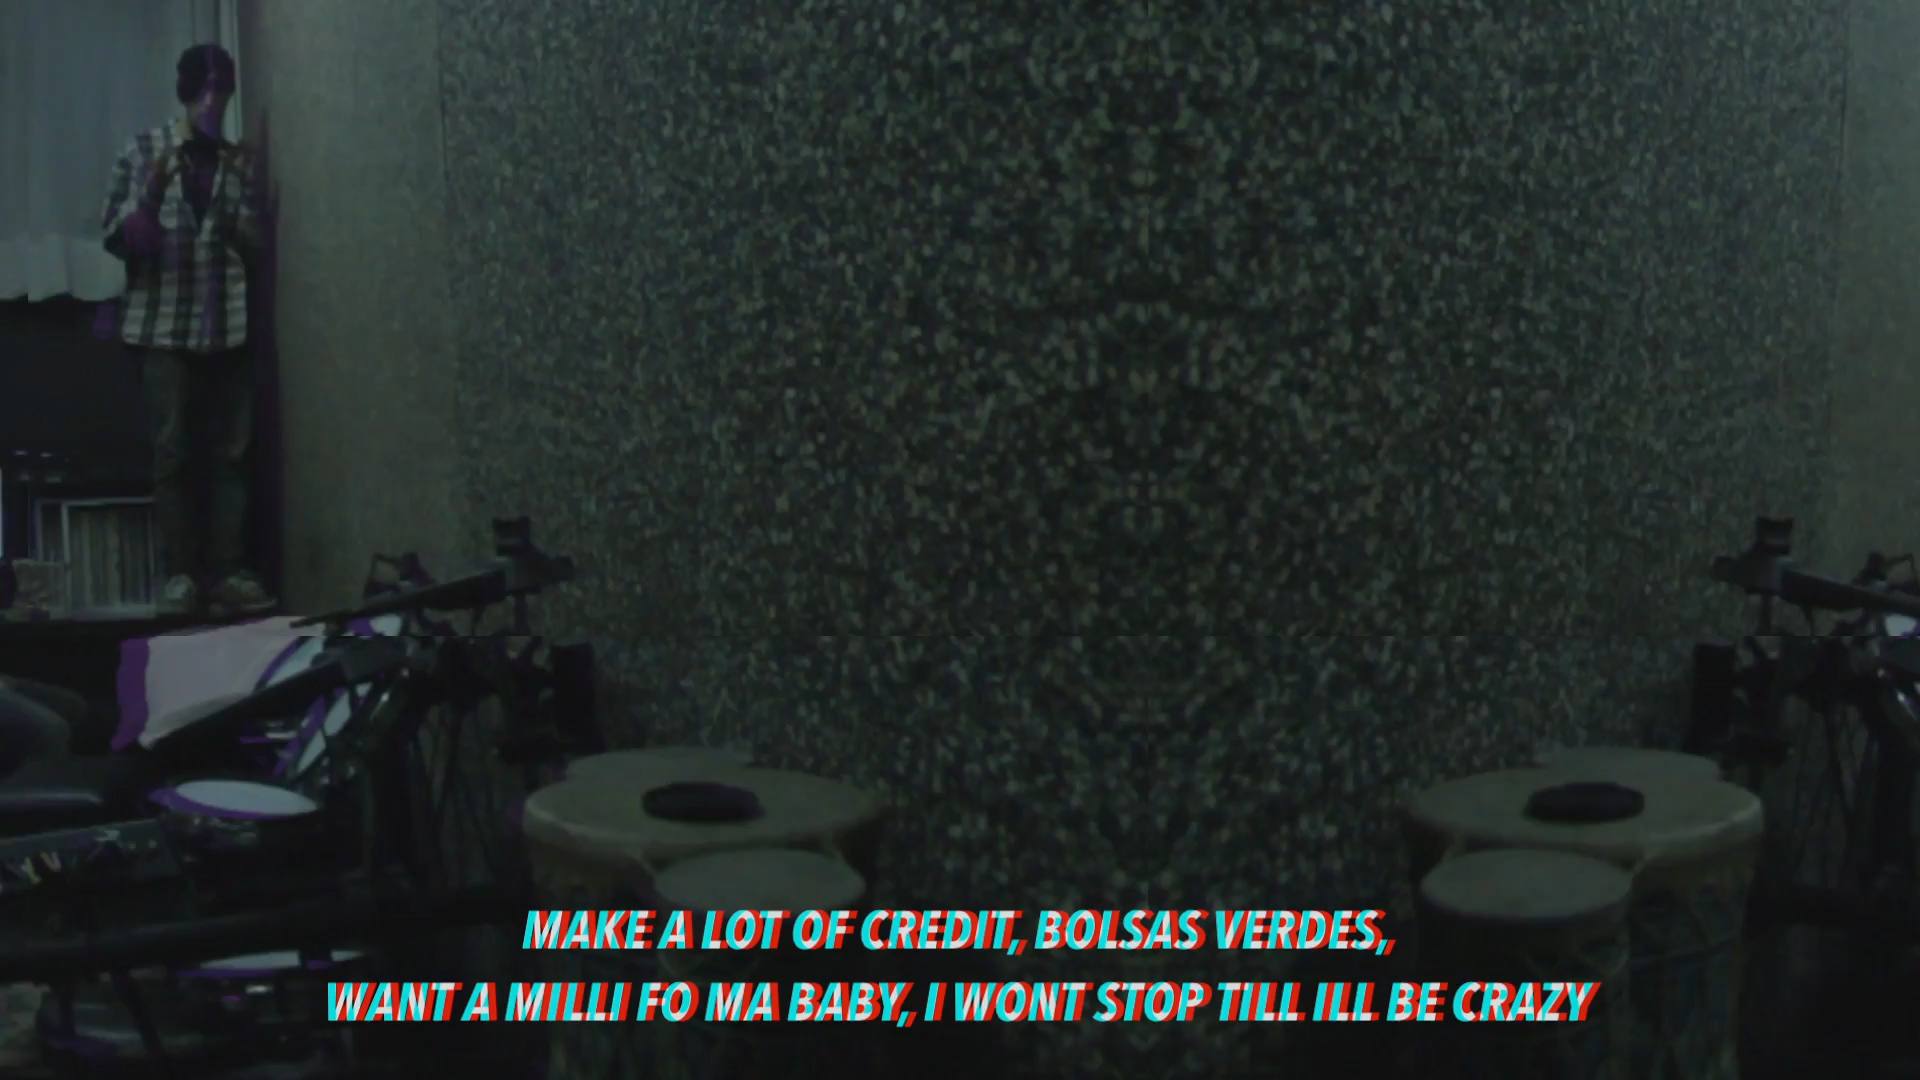 MAKE A LOT OF CREDIT, BOLSAS VERDES,
WANT A MILLI FO MA BABY, I WONT STOP TILL ILL BE CRAZY